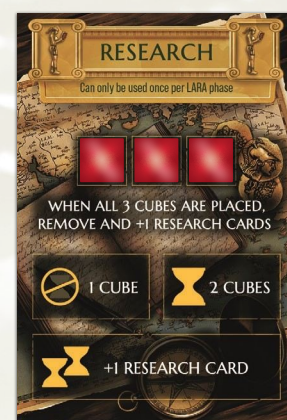 RESEARCH
Can only be used once per LARA phase
WHEN ALL 3 CUBES ARE PLACED,
REMOVE AND +1 RESEARCH CARDS
1 CUBE
2 CUBES
+1 RESEARCH CARD